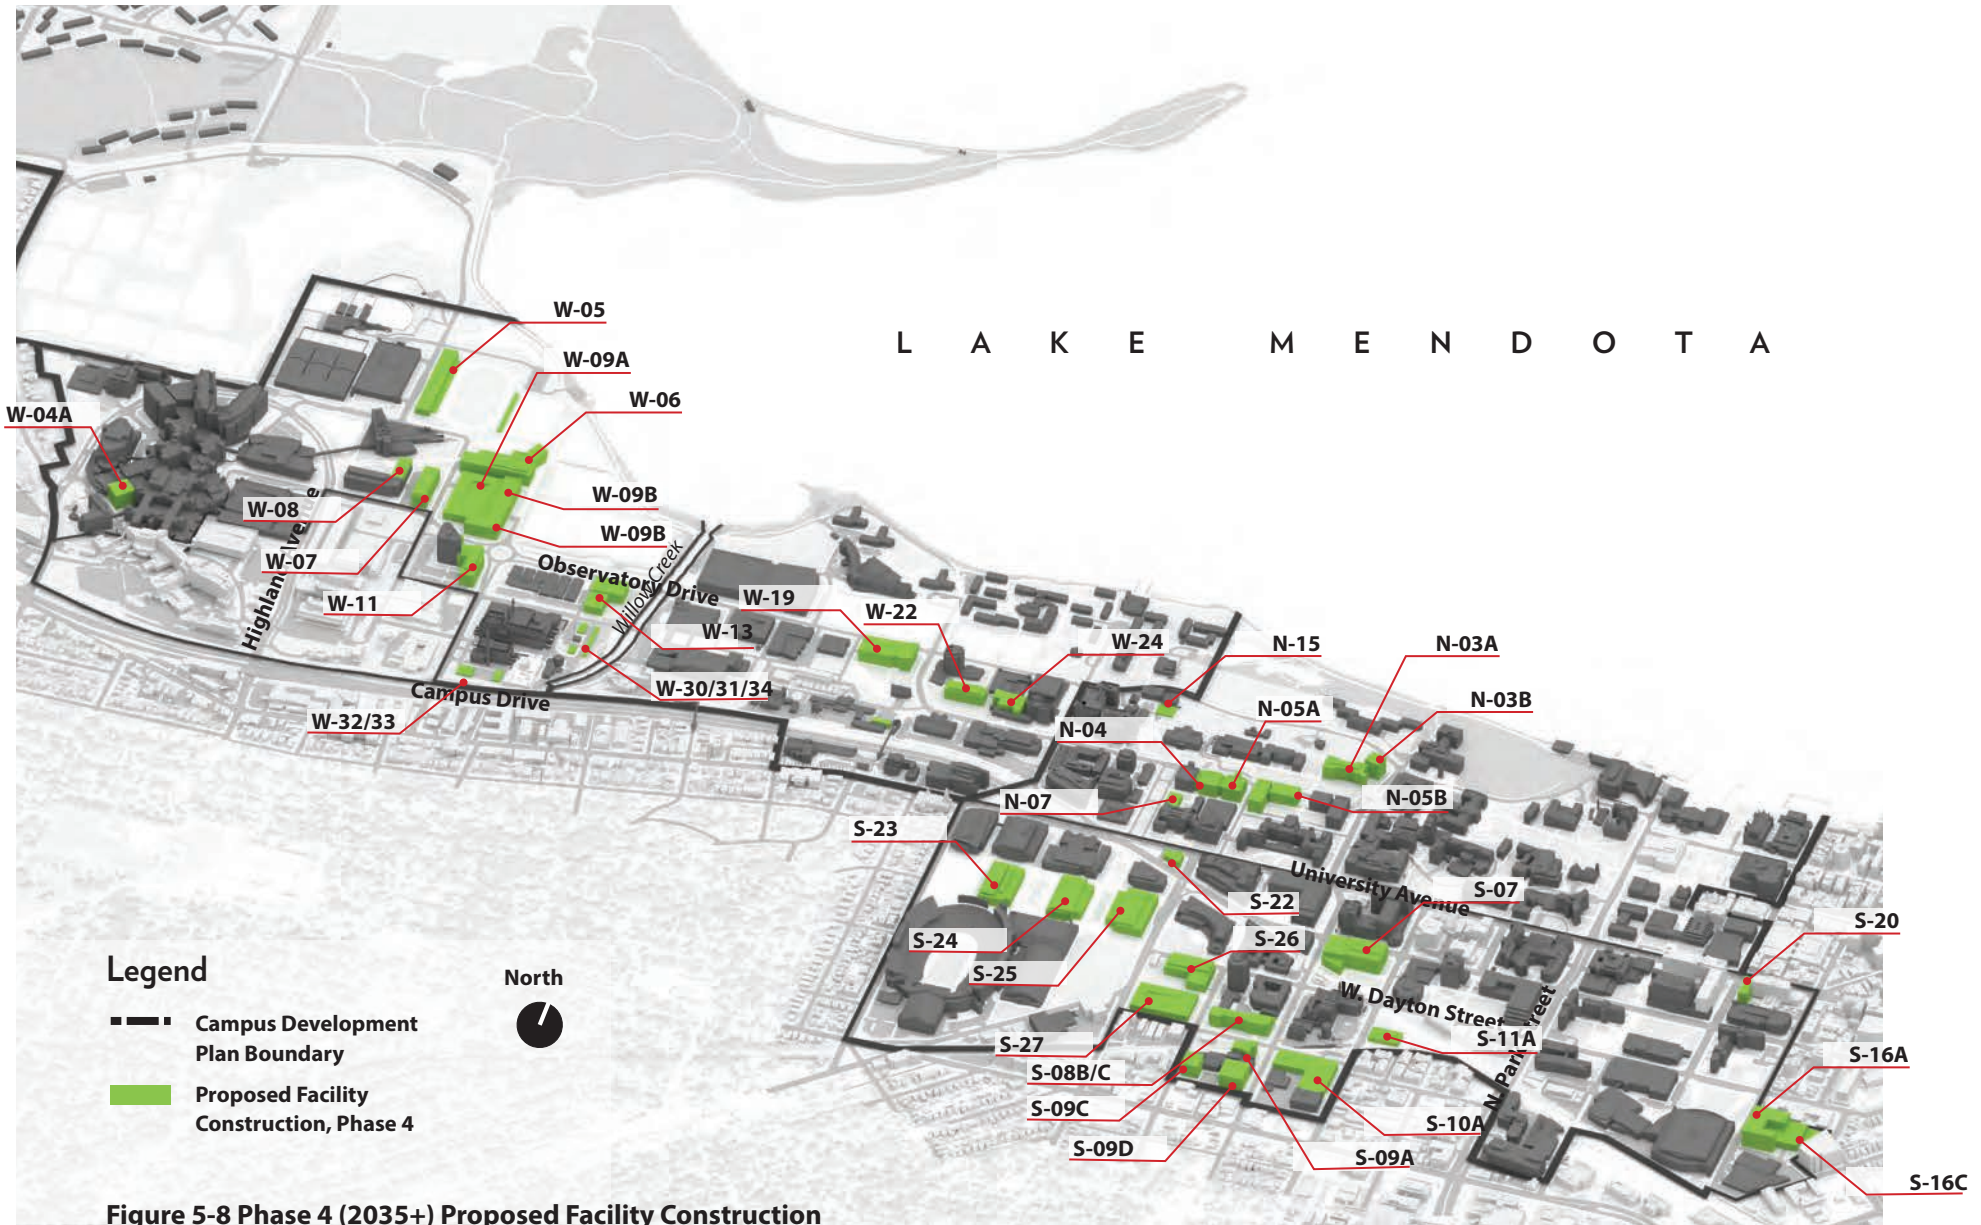 W-05
L A K E M E N D O T A
W-09A
W-06
W-04A
W-09B
W-08
W-09B
W-07
Highland Avenue
Observatory Drive
Willow Creek
W-11
W-19
W-22
W-13
W-24
N-15
N-03A
W-30/31/34
Campus Drive
N-03B
N-05A
W-32/33
N-04
N-07
N-05B
S-23
University Avenue
S-07
S-22
S-20
S-24
S-26
S-25
W. Dayton Street
N. Park Street
S-11A
S-27
S-16A
S-08B/C
S-09C
S-10A
S-09D
S-09A
S-16C
Legend
North
Campus Development
Plan Boundary
Proposed Facility
Construction, Phase 4
Figure 5-8 Phase 4 (2035+) Proposed Facility Construction